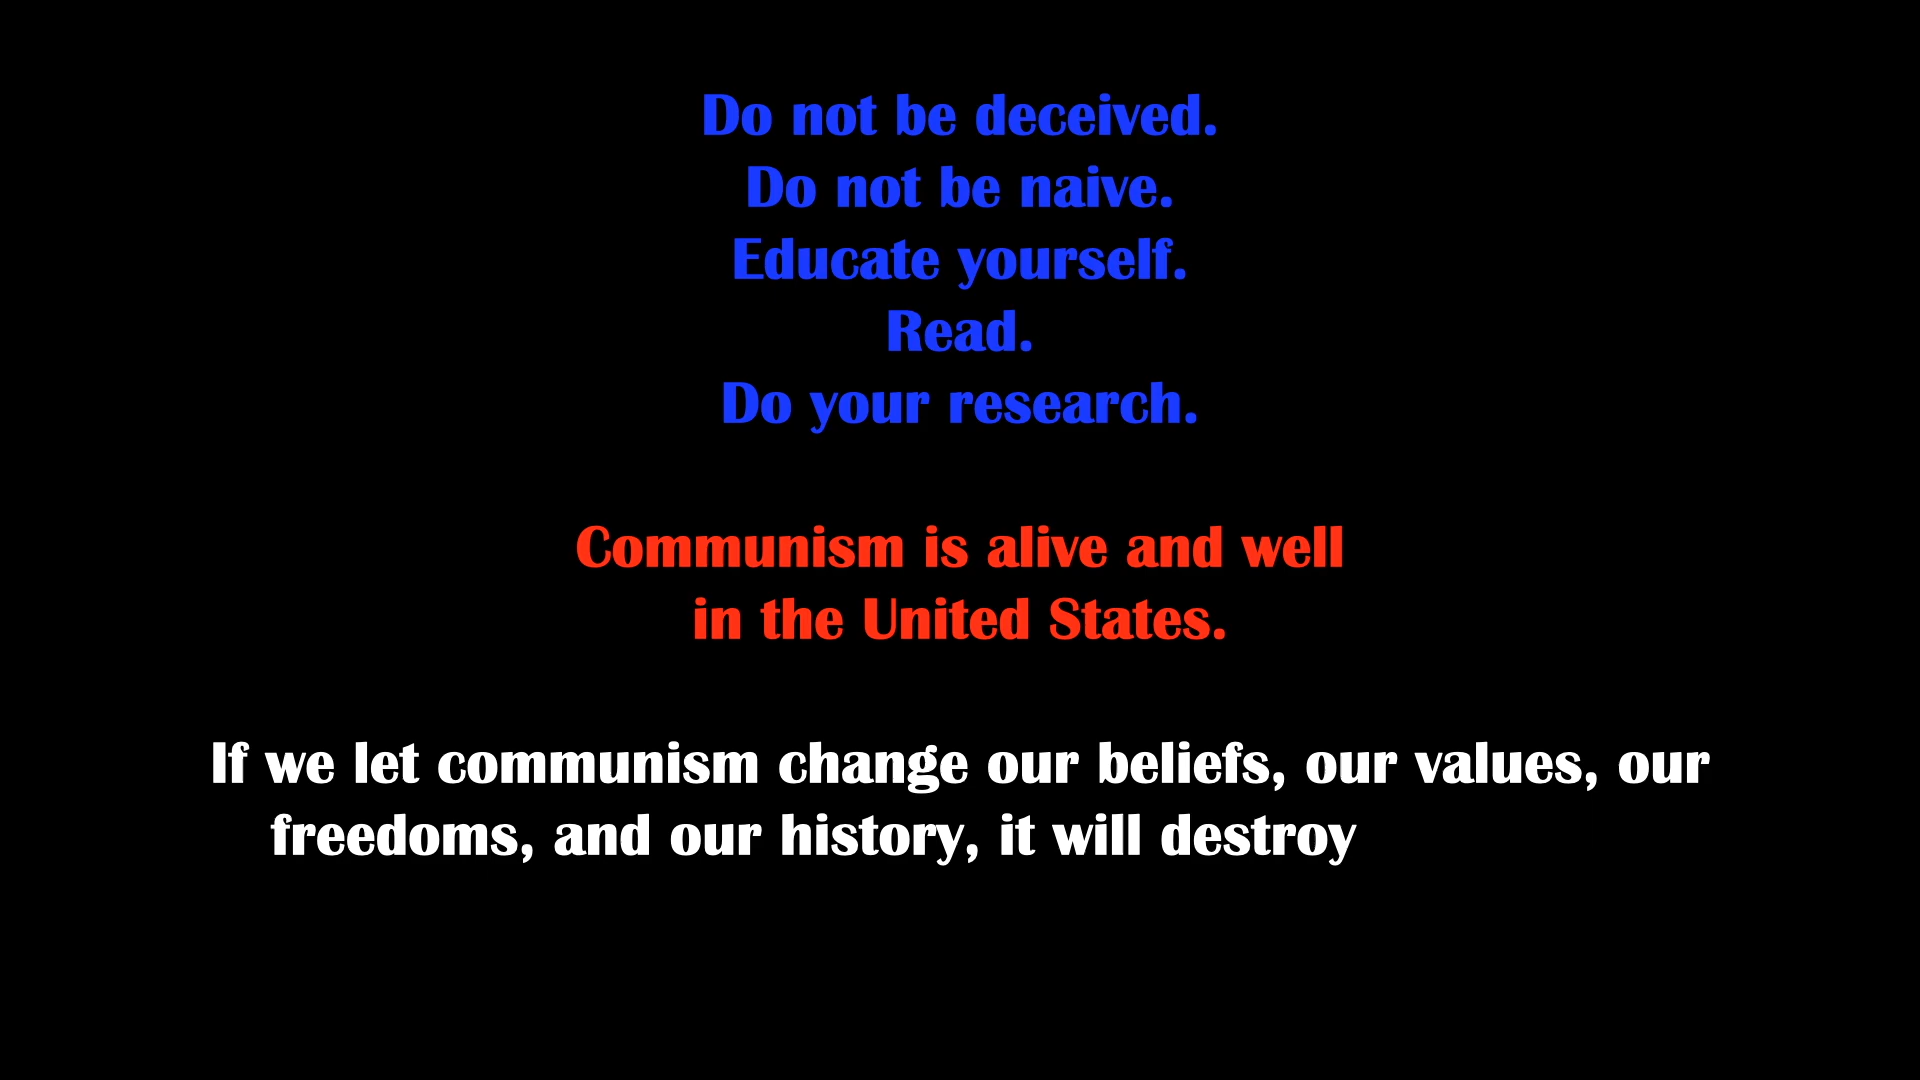 Do not be deceived.
Do not be naive.
Educate yourself.
Read.
Do your research.
Communism is alive and well
in the United States.
If we let communism change our beliefs, our values, our
freedoms, and our history, it will destroy